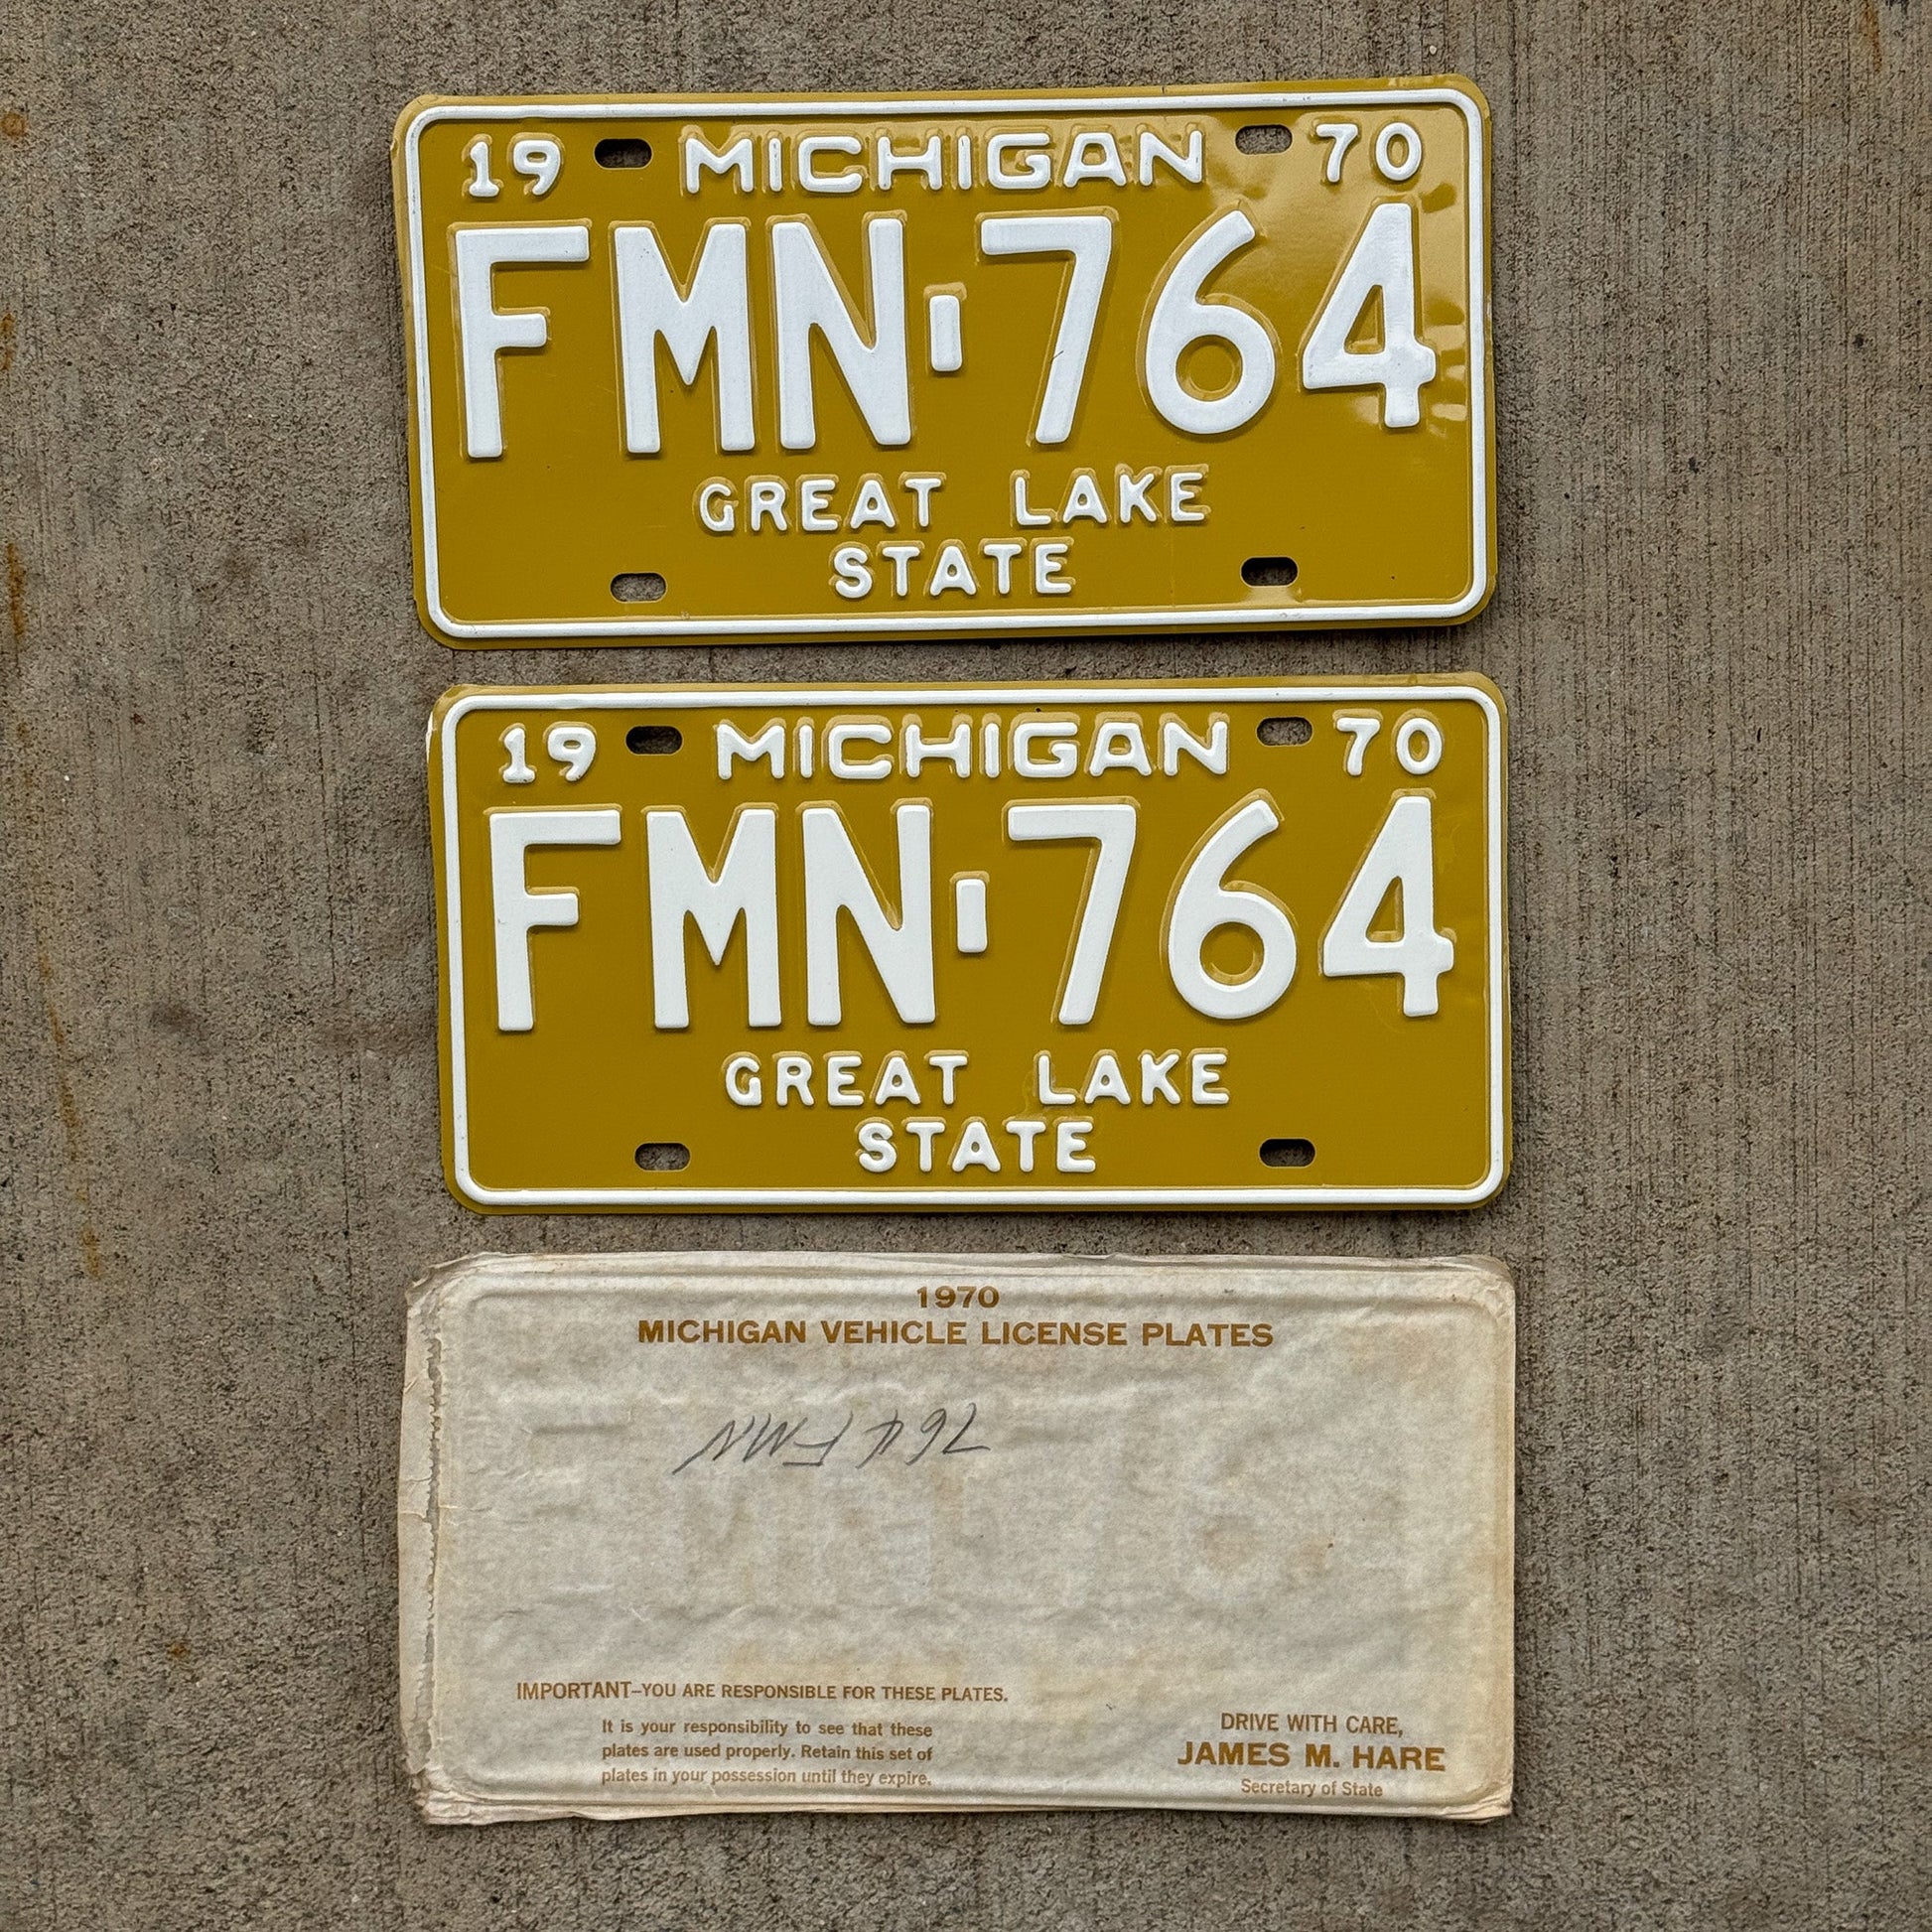 19 MICHIGAN 70
FMN-764
GREAT LAKE
STATE
19 MICHIGAN 70
FMN-764
GREAT LAKE
STATE
1970
MICHIGAN VEHICLE LICENSE PLATES
764 FMN
IMPORTANT–YOU ARE RESPONSIBLE FOR THESE PLATES.
It is your responsibility to see that these
plates are used properly. Retain this set of
plates in your possession until they expire.
DRIVE WITH CARE,
JAMES M. HARE
Secretary of State